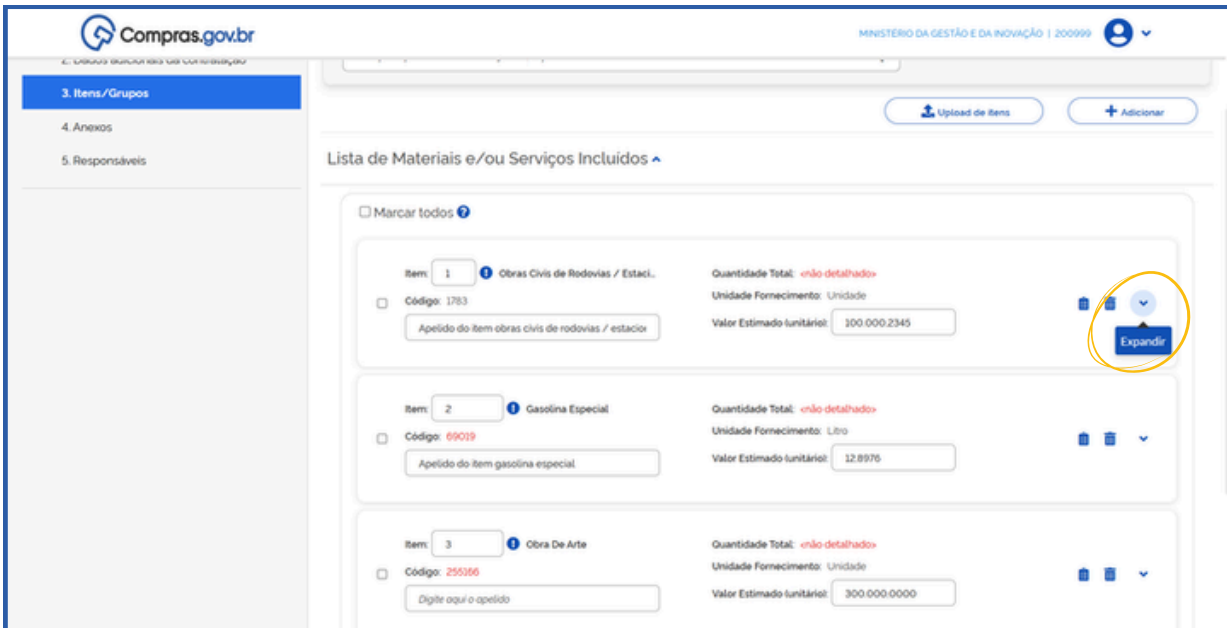 Compras.gov.br
MINISTÉRIO DA GESTÃO E DA INOVAÇÃO | 200999
2. Dados adicionais da contratação
3. Itens/Grupos
4. Anexos
5. Responsáveis
Upload de itens
Adicionar
Lista de Materiais e/ou Serviços Incluídos
Marcar todos
Item: 1 Obras Civis de Rodovias / Estaci...
Quantidade Total: <não detalhado>
Código: 1783
Unidade Fornecimento: Unidade
Apelido do item obras civis de rodovias / estacio
Valor Estimado (unitário): 100.000,2345
Expandir
Item: 2 Gasolina Especial
Quantidade Total: <não detalhado>
Código: 69019
Unidade Fornecimento: Litro
Apelido do item gasolina especial
Valor Estimado (unitário): 12,8976
Item: 3 Obra De Arte
Quantidade Total: <não detalhado>
Código: 255166
Unidade Fornecimento: Unidade
Digite aqui o apelido
Valor Estimado (unitário): 300.000,0000